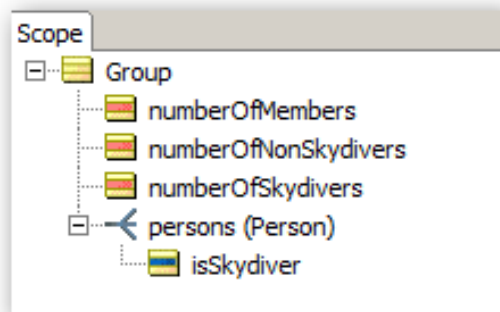 Scope
Group
numberOfMembers
numberOfNonSkydivers
numberOfSkydivers
persons (Person)
isSkydiver